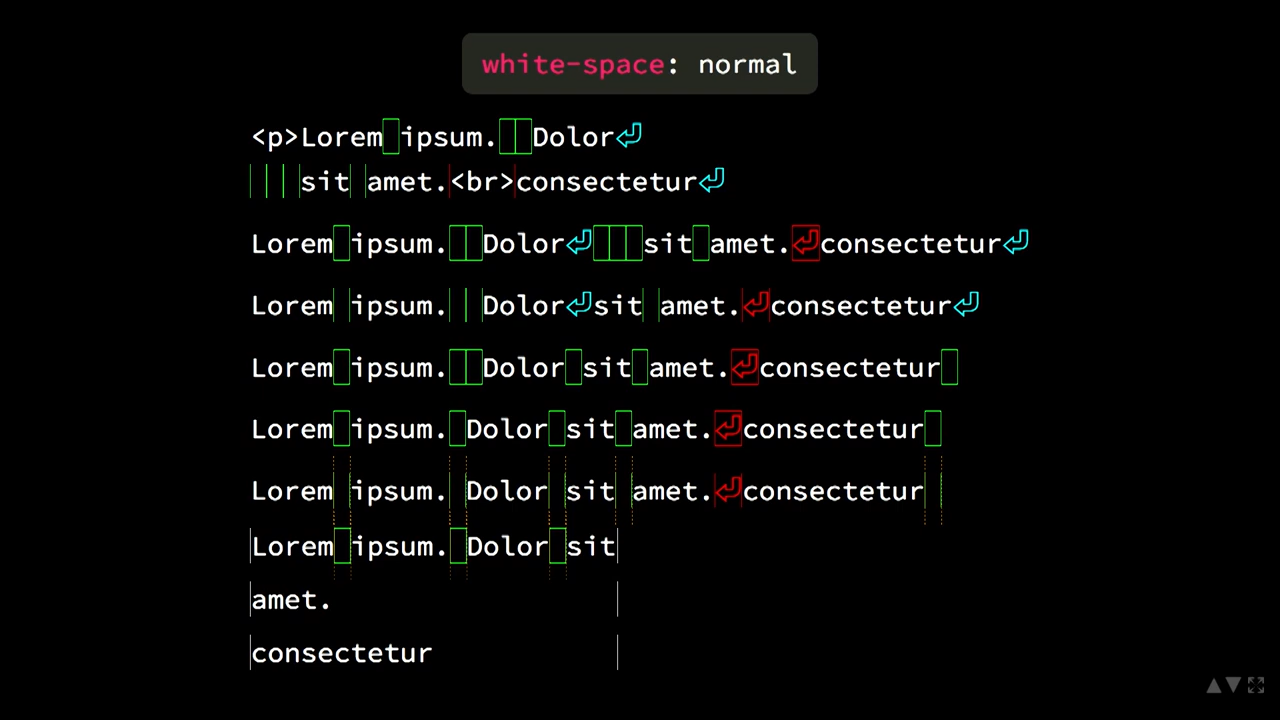 white-space: normal
<p>Lorem ipsum.  Dolor⏎
   sit amet.<br>consectetur⏎
Lorem ipsum.  Dolor⏎   sit amet.⏎consectetur⏎
Lorem ipsum.  Dolor⏎sit amet.⏎consectetur⏎
Lorem ipsum.  Dolor sit amet.⏎consectetur 
Lorem ipsum. Dolor sit amet.⏎consectetur 
Lorem ipsum. Dolor sit amet.⏎consectetur 
Lorem ipsum. Dolor sit
amet.
consectetur